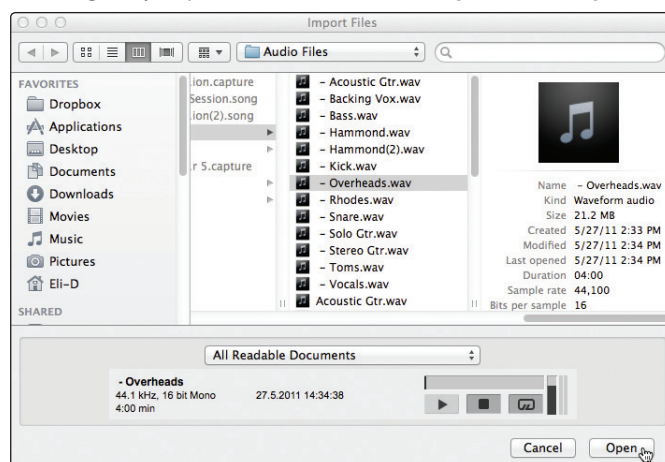 Import Files
Audio Files
FAVORITES
Dropbox
Applications
Desktop
Documents
Downloads
Movies
Music
Pictures
Eli-D
SHARED
ion.capture
Session.song
ion(2).song
r 5.capture
- Acoustic Gtr.wav
- Backing Vox.wav
- Bass.wav
- Hammond.wav
- Hammond(2).wav
- Kick.wav
- Overheads.wav
- Rhodes.wav
- Snare.wav
- Solo Gtr.wav
- Stereo Gtr.wav
- Toms.wav
- Vocals.wav
Acoustic Gtr.wav
Name - Overheads.wav
Kind Waveform audio
Size 21.2 MB
Created 5/27/11 2:33 PM
Modified 5/27/11 2:34 PM
Last opened 5/27/11 2:34 PM
Duration 04:00
Sample rate 44,100
Bits per sample 16
All Readable Documents
- Overheads
44.1 kHz, 16 bit Mono 27.5.2011 14:34:38
4:00 min
Cancel Open